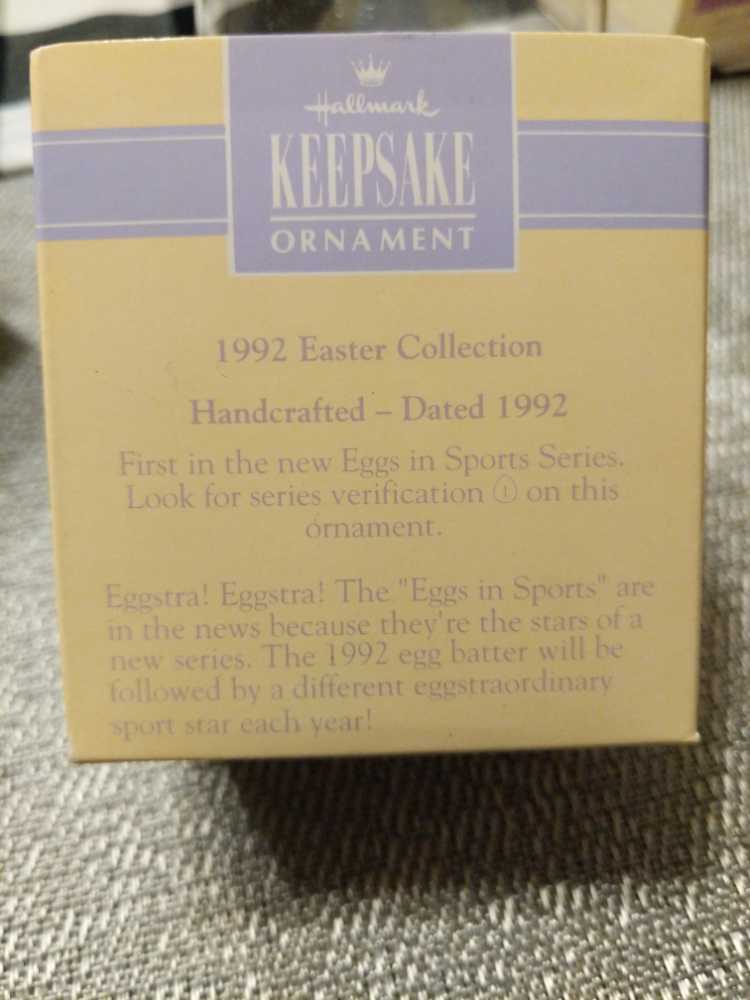 Hallmark
KEEPSAKE
ORNAMENT
1992 Easter Collection
Handcrafted – Dated 1992
First in the new Eggs in Sports Series.
Look for series verification 1 on this
ornament.
Eggstra! Eggstra! The "Eggs in Sports" are
in the news because they're the stars of a
new series. The 1992 egg batter will be
followed by a different eggstraordinary
sport star each year!